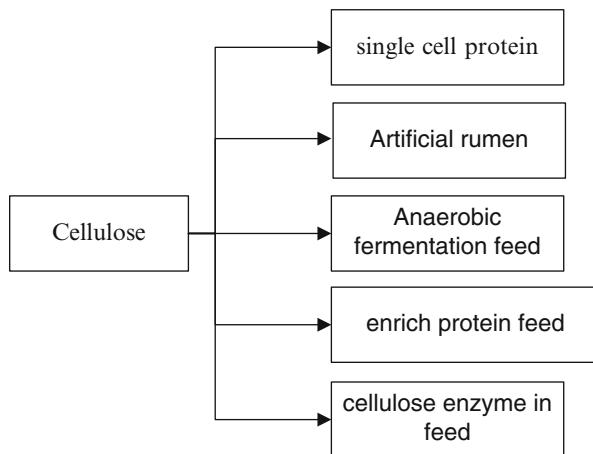 single cell protein
Artificial rumen
Cellulose
Anaerobic
fermentation feed
enrich protein feed
cellulose enzyme in
feed